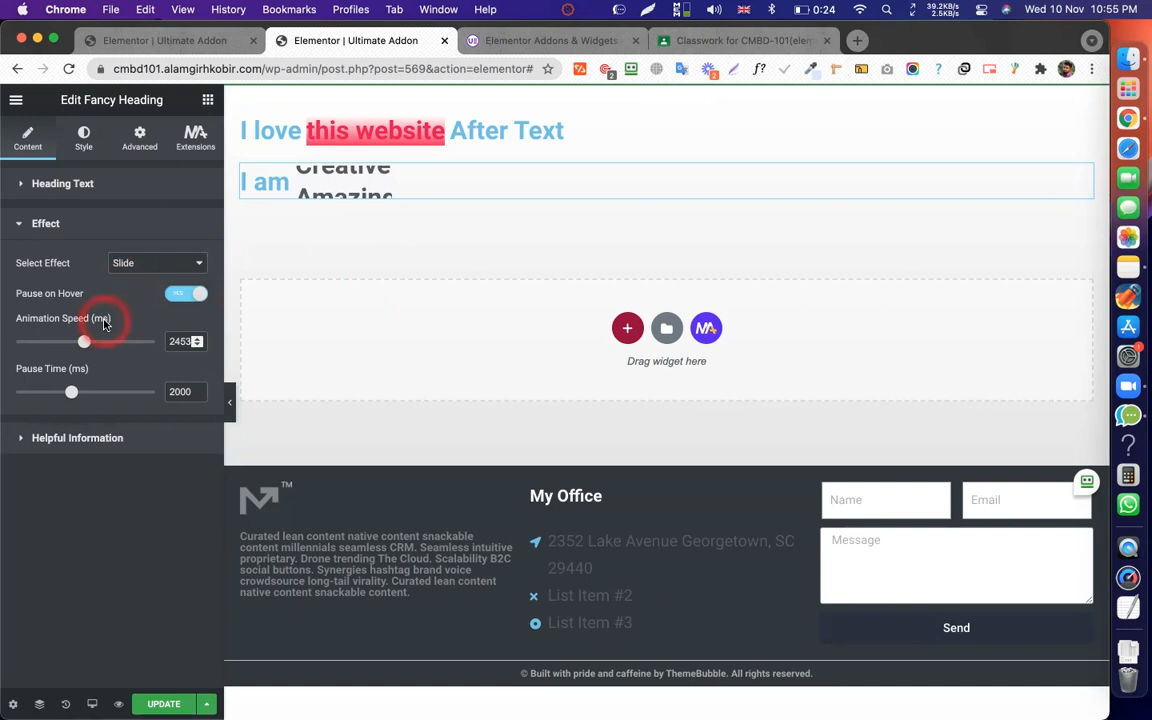 Chrome File Edit View History Bookmarks Profiles Tab Window Help 0:24 39.2KB/s 2.5KB/s Wed 10 Nov 10:55 PM
Elementor | Ultimate Addon Elementor | Ultimate Addon Elementor Addons & Widgets Classwork for CMBD-101(elem
cmbd101.alamgirhkobir.com/wp-admin/post.php?post=569&action=elementor#
Edit Fancy Heading
Content Style Advanced Extensions
Heading Text
Effect
Select Effect Slide
Pause on Hover YES
Animation Speed (ms)
2453
Pause Time (ms)
2000
Helpful Information
UPDATE
I love this website After Text
I am Creative
Amazing
Drag widget here
TM
Curated lean content native content snackable
content millennials seamless CRM. Seamless intuitive
proprietary. Drone trending The Cloud. Scalability B2C
social buttons. Synergies hashtag brand voice
crowdsource long-tail virality. Curated lean content
native content snackable content.
My Office
2352 Lake Avenue Georgetown, SC
29440
List Item #2
List Item #3
Name Email
Message
Send
© Built with pride and caffeine by ThemeBubble. All rights reserved.